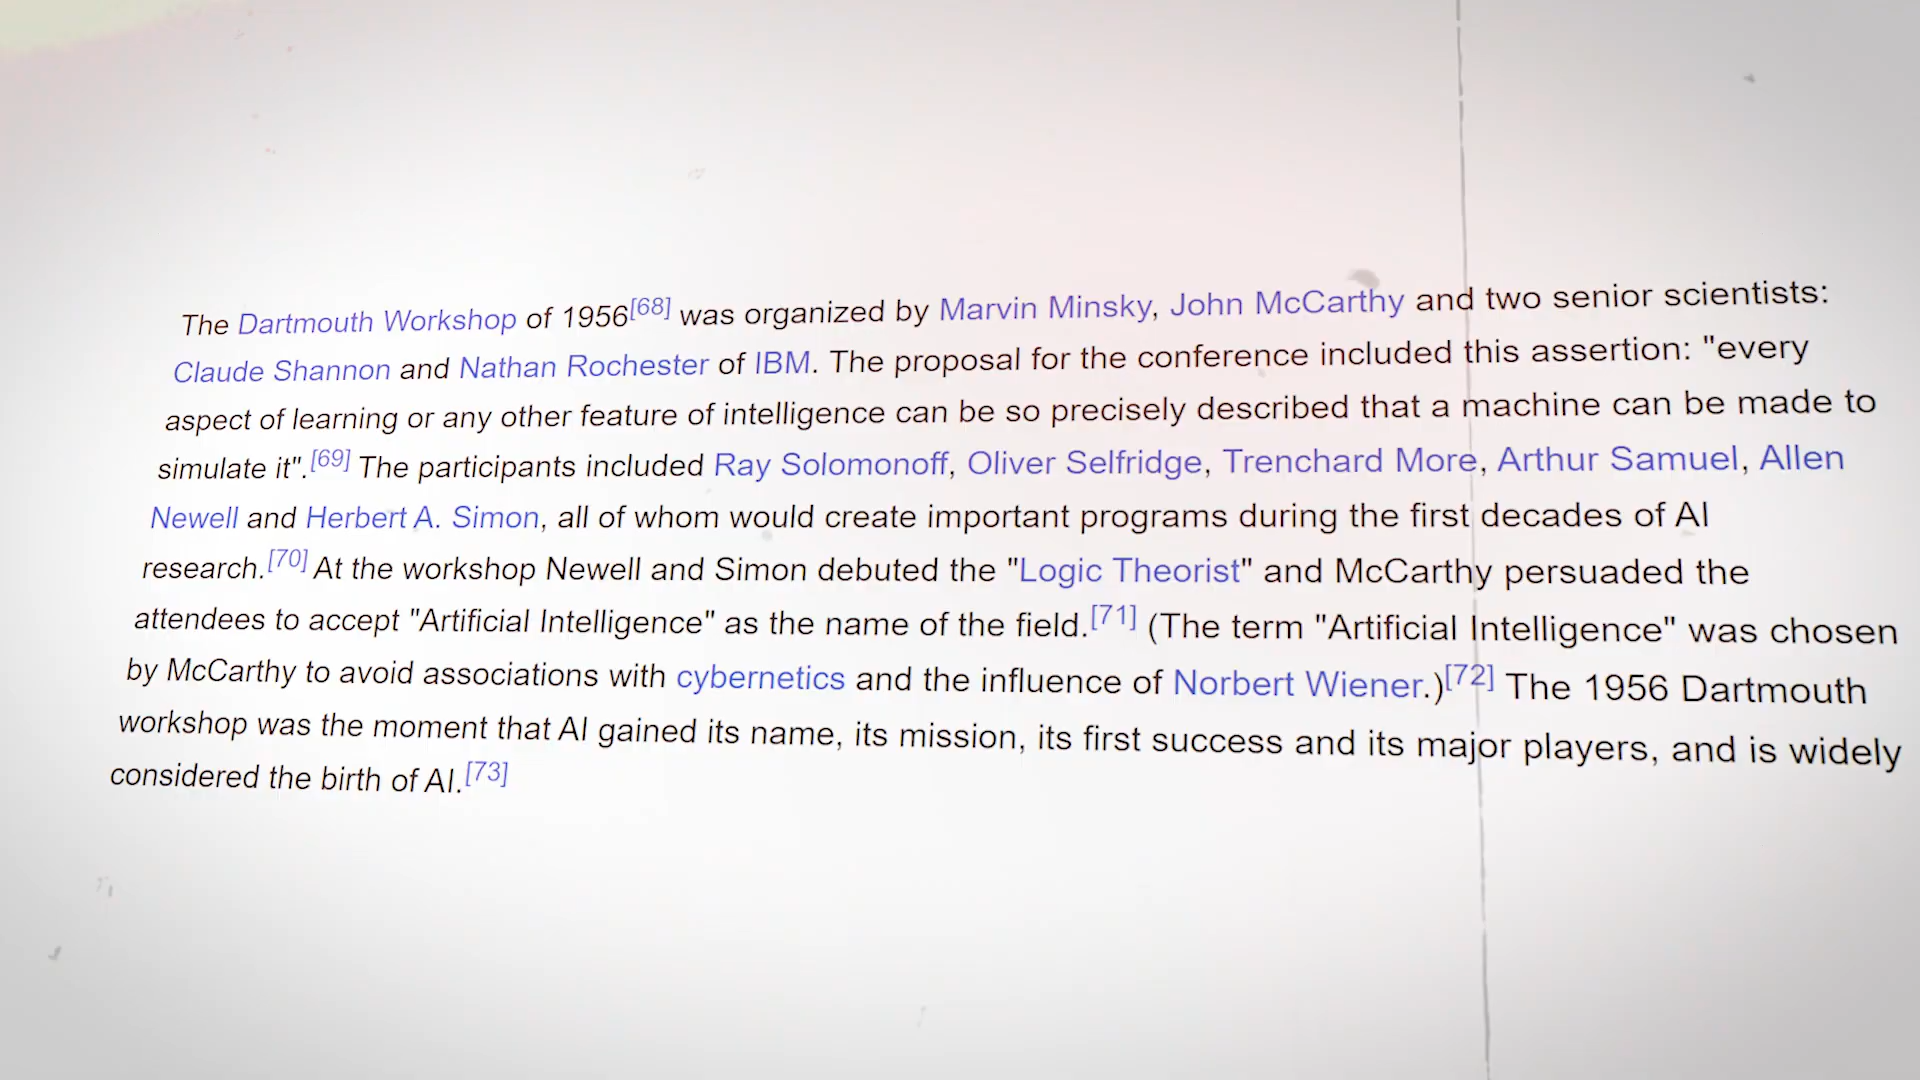 The Dartmouth Workshop of 1956[68] was organized by Marvin Minsky, John McCarthy and two senior scientists:
Claude Shannon and Nathan Rochester of IBM. The proposal for the conference included this assertion: "every
aspect of learning or any other feature of intelligence can be so precisely described that a machine can be made to
simulate it".[69] The participants included Ray Solomonoff, Oliver Selfridge, Trenchard More, Arthur Samuel, Allen
Newell and Herbert A. Simon, all of whom would create important programs during the first decades of AI
research.[70] At the workshop Newell and Simon debuted the "Logic Theorist" and McCarthy persuaded the
attendees to accept "Artificial Intelligence" as the name of the field.[71] (The term "Artificial Intelligence" was chosen
by McCarthy to avoid associations with cybernetics and the influence of Norbert Wiener.)[72] The 1956 Dartmouth
workshop was the moment that AI gained its name, its mission, its first success and its major players, and is widely
considered the birth of AI.[73]